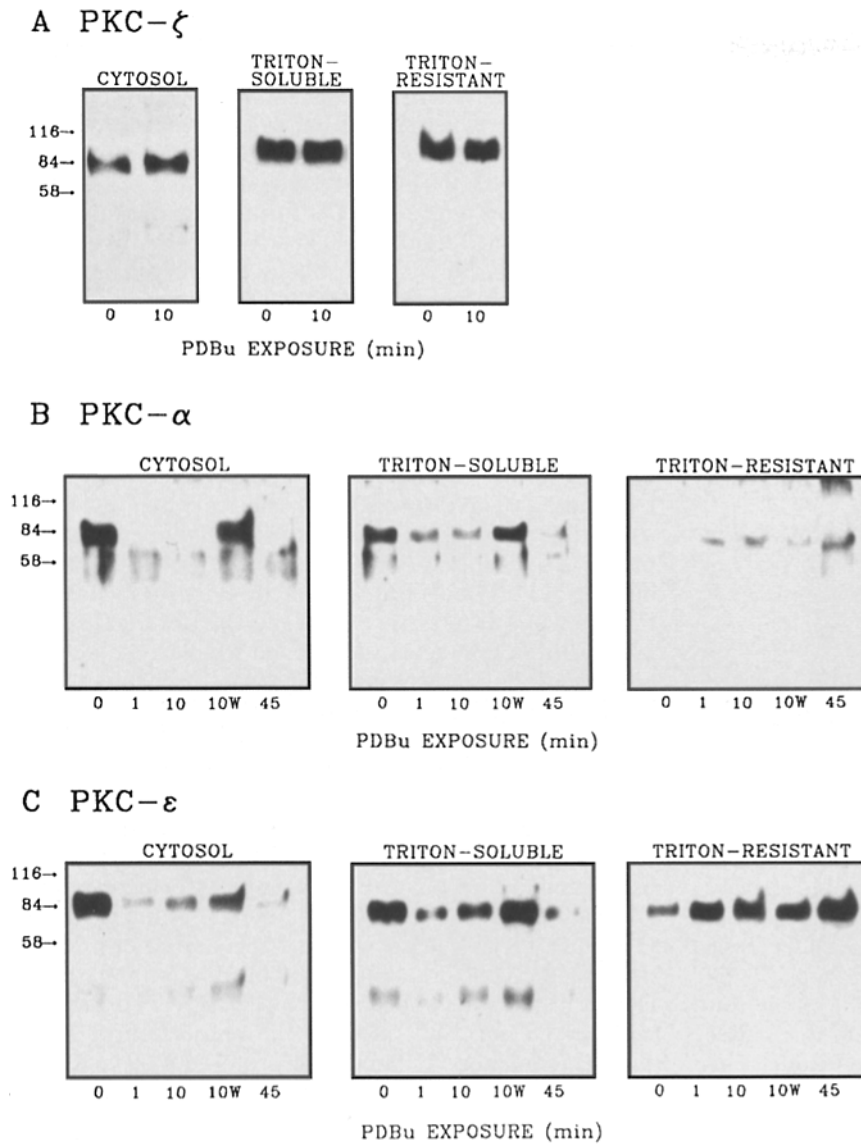 A PKC-ζ
CYTOSOL
TRITON-
SOLUBLE
TRITON-
RESISTANT
116→
84→
58→
0 10
0 10
0 10
PDBu EXPOSURE (min)
B PKC-α
CYTOSOL
TRITON-SOLUBLE
TRITON-RESISTANT
116→
84→
58→
0 1 10 10W 45
0 1 10 10W 45
0 1 10 10W 45
PDBu EXPOSURE (min)
C PKC-ε
CYTOSOL
TRITON-SOLUBLE
TRITON-RESISTANT
116→
84→
58→
0 1 10 10W 45
0 1 10 10W 45
0 1 10 10W 45
PDBu EXPOSURE (min)